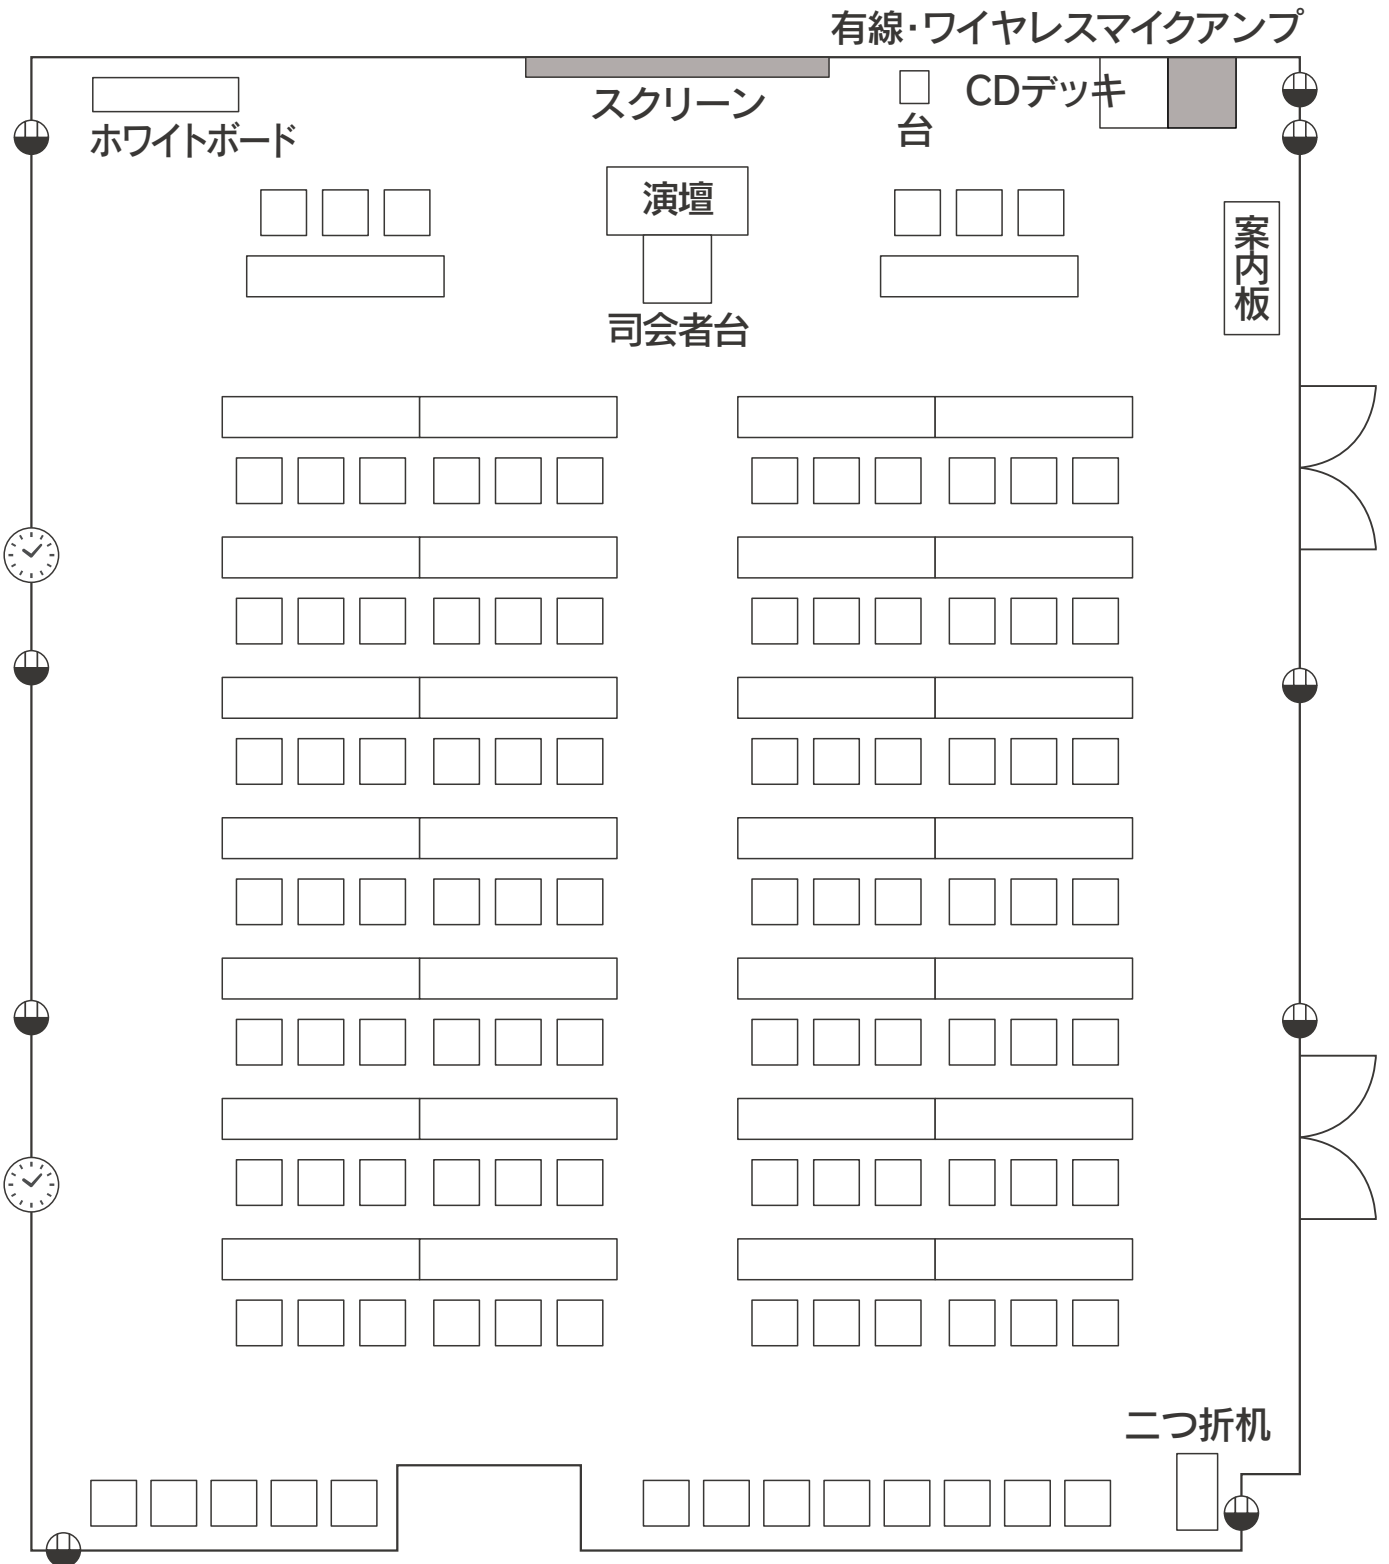 有線・ワイヤレスマイクアンプ
スクリーン
CDデッキ
台
ホワイトボード
演壇
案内板
司会者台
二つ折机